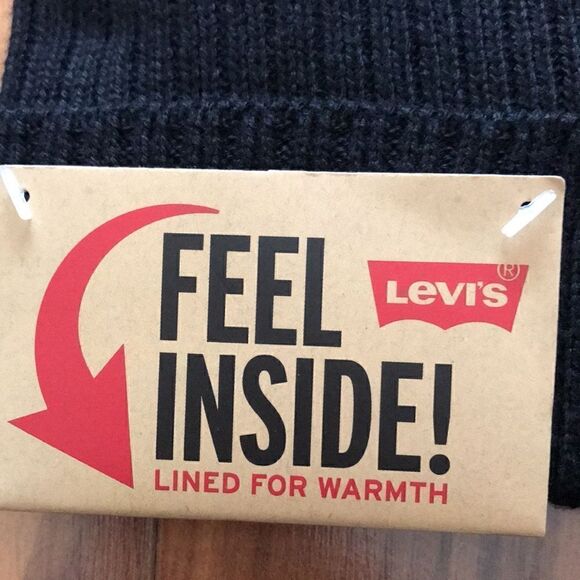 FEEL
LEVI'S ®
INSIDE!
LINED FOR WARMTH